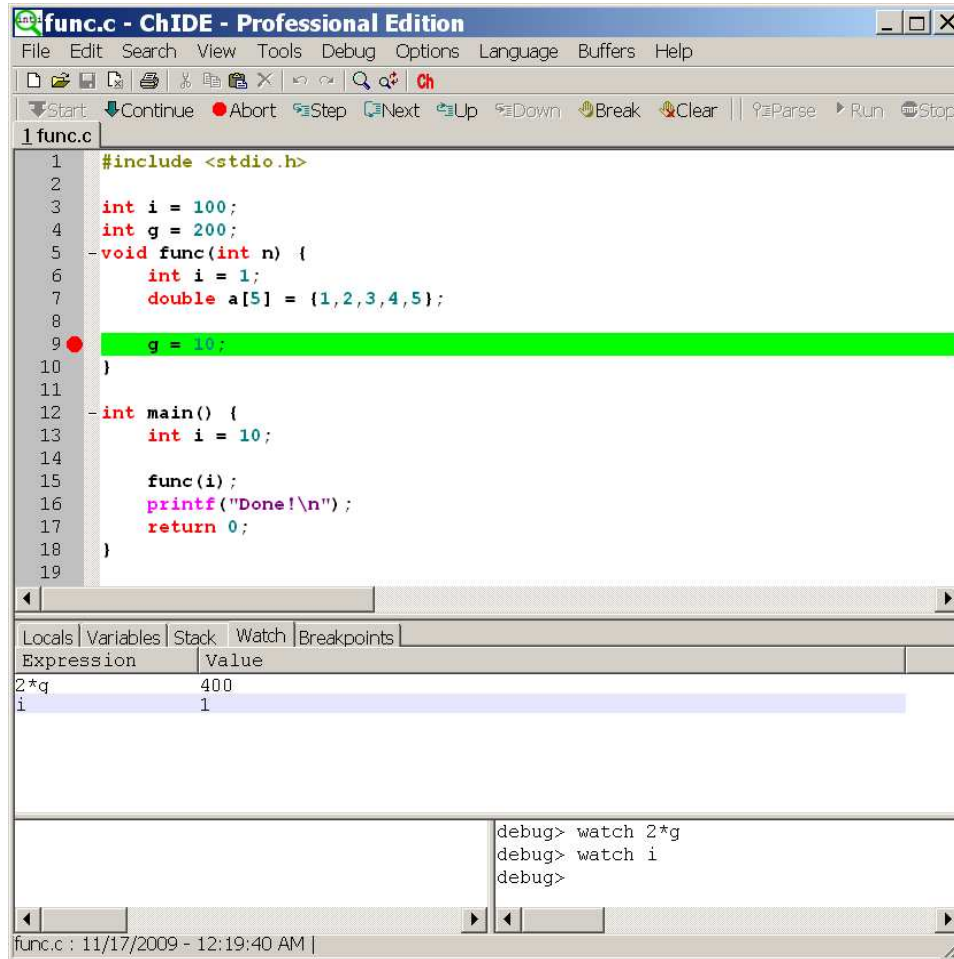 func.c - ChIDE - Professional Edition
File Edit Search View Tools Debug Options Language Buffers Help
Ch
Start Continue Abort Step Next Up Down Break Clear Parse Run Stop
1 func.c
1 #include <stdio.h>
2
3 int i = 100;
4 int g = 200;
5 -void func(int n) {
6 int i = 1;
7 double a[5] = {1,2,3,4,5};
8
9 g = 10;
10 }
11
12 -int main() {
13 int i = 10;
14
15 func(i);
16 printf("Done!\n");
17 return 0;
18 }
19
Locals Variables Stack Watch Breakpoints
Expression Value
2*g 400
i 1
debug> watch 2*g
debug> watch i
debug>
func.c : 11/17/2009 - 12:19:40 AM |